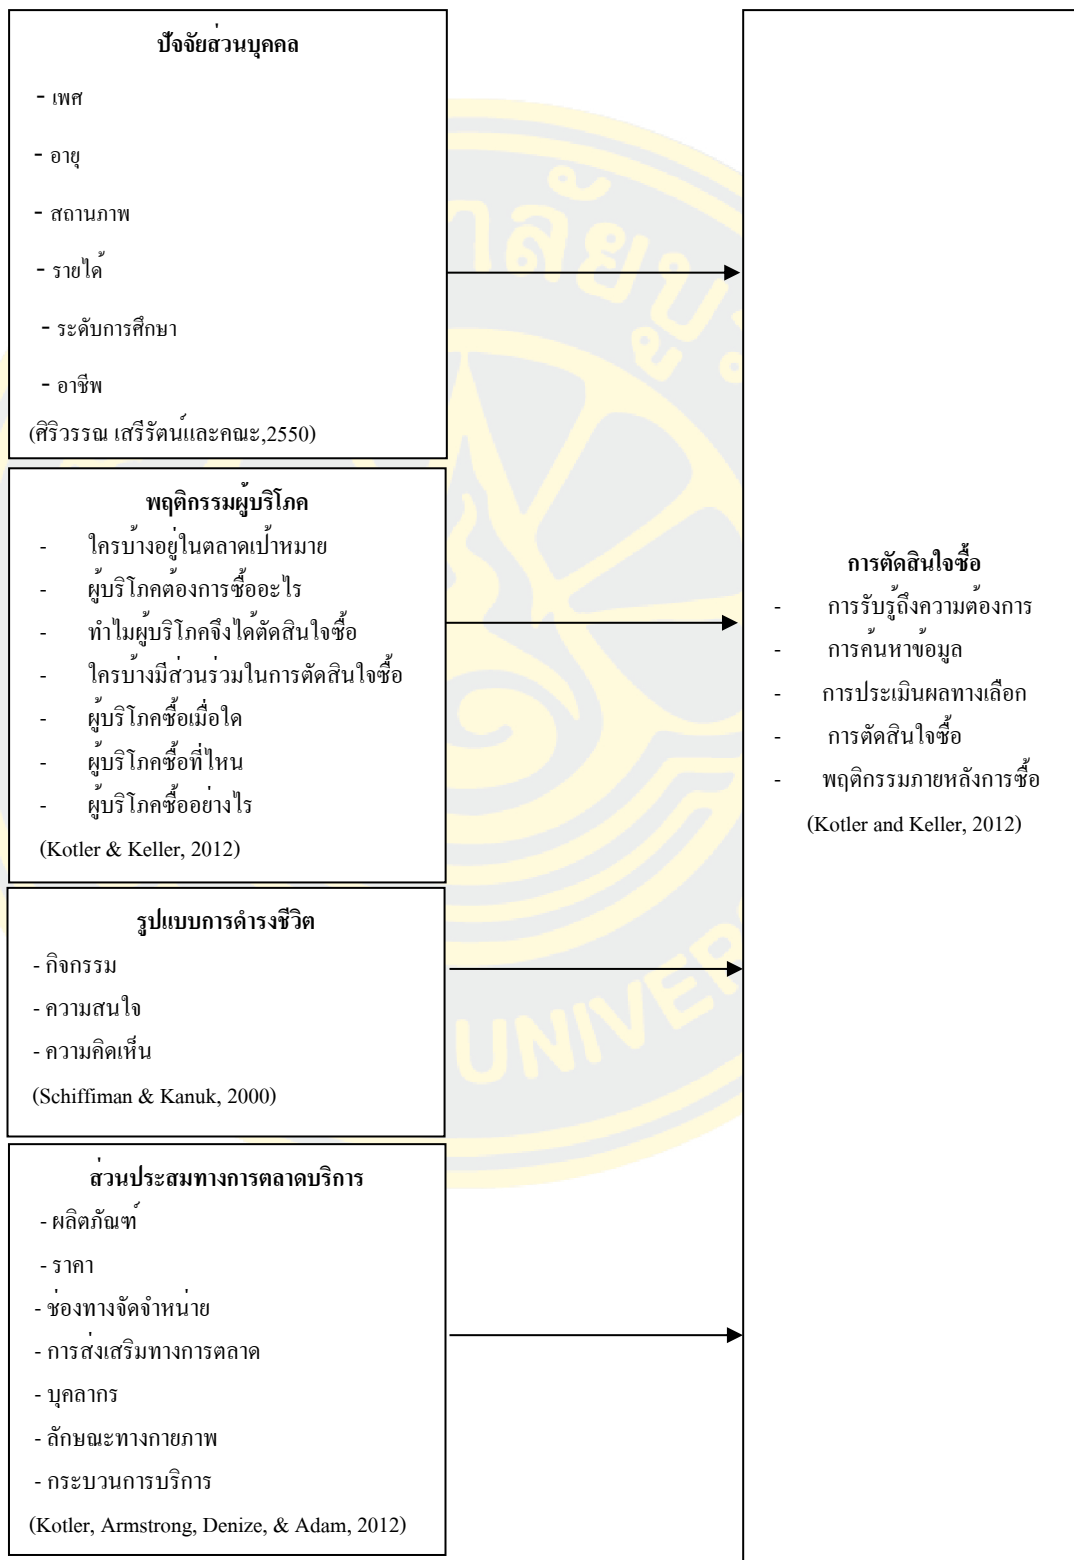 ปัจจัยส่วนบุคคล
- เพศ
- อายุ
- สถานภาพ
- รายได้
- ระดับการศึกษา
- อาชีพ
(ศิริวรรณ เสรีรัตน์และคณะ,2550)
พฤติกรรมผู้บริโภค
- ใครบ้างอยู่ในตลาดเป้าหมาย
- ผู้บริโภคต้องการซื้ออะไร
- ทำไมผู้บริโภคจึงได้ตัดสินใจซื้อ
- ใครบ้างมีส่วนร่วมในการตัดสินใจซื้อ
- ผู้บริโภคซื้อเมื่อใด
- ผู้บริโภคซื้อที่ไหน
- ผู้บริโภคซื้ออย่างไร
(Kotler & Keller, 2012)
รูปแบบการดำรงชีวิต
- กิจกรรม
- ความสนใจ
- ความคิดเห็น
(Schiffiman & Kanuk, 2000)
ส่วนประสมทางการตลาดบริการ
- ผลิตภัณฑ์
- ราคา
- ช่องทางจัดจำหน่าย
- การส่งเสริมทางการตลาด
- บุคลากร
- ลักษณะทางกายภาพ
- กระบวนการบริการ
(Kotler, Armstrong, Denize, & Adam, 2012)
การตัดสินใจซื้อ
- การรับรู้ถึงความต้องการ
- การค้นหาข้อมูล
- การประเมินผลทางเลือก
- การตัดสินใจซื้อ
- พฤติกรรมภายหลังการซื้อ
(Kotler and Keller, 2012)